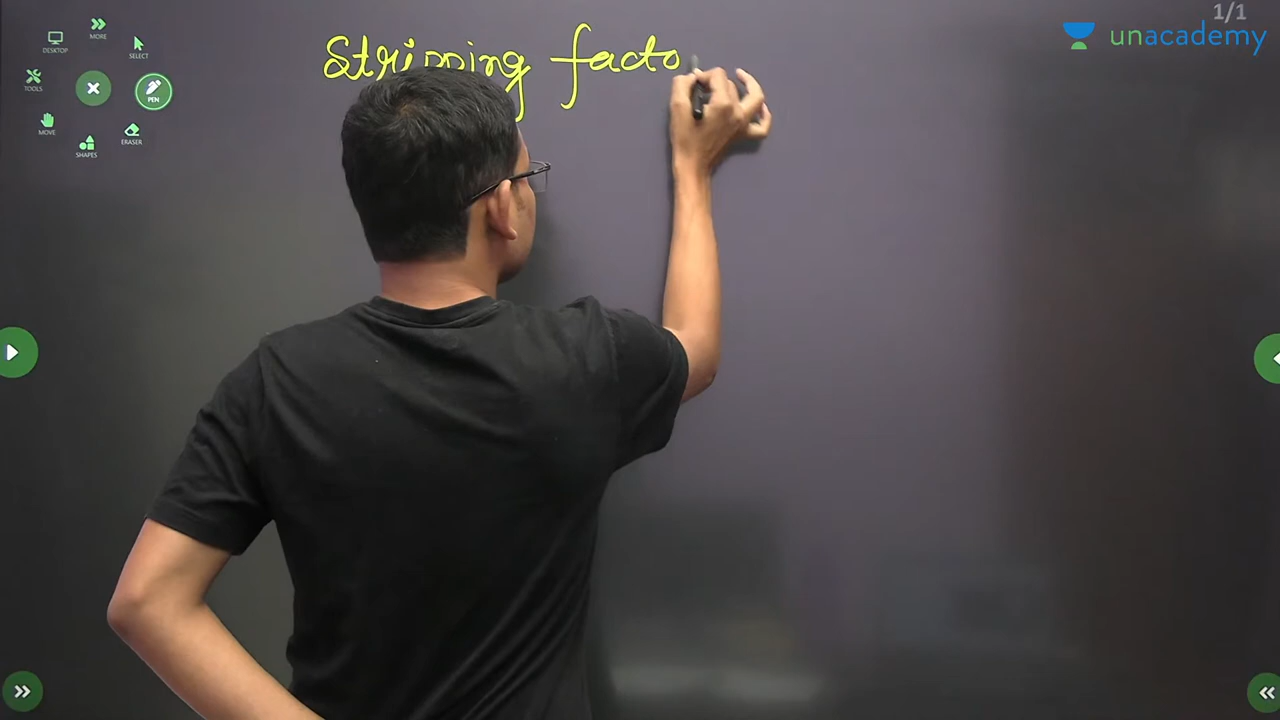 1/1
unacademy
MORE
DESKTOP
SELECT
TOOLS
PEN
MOVE
ERASER
SHAPES
Stripping facto